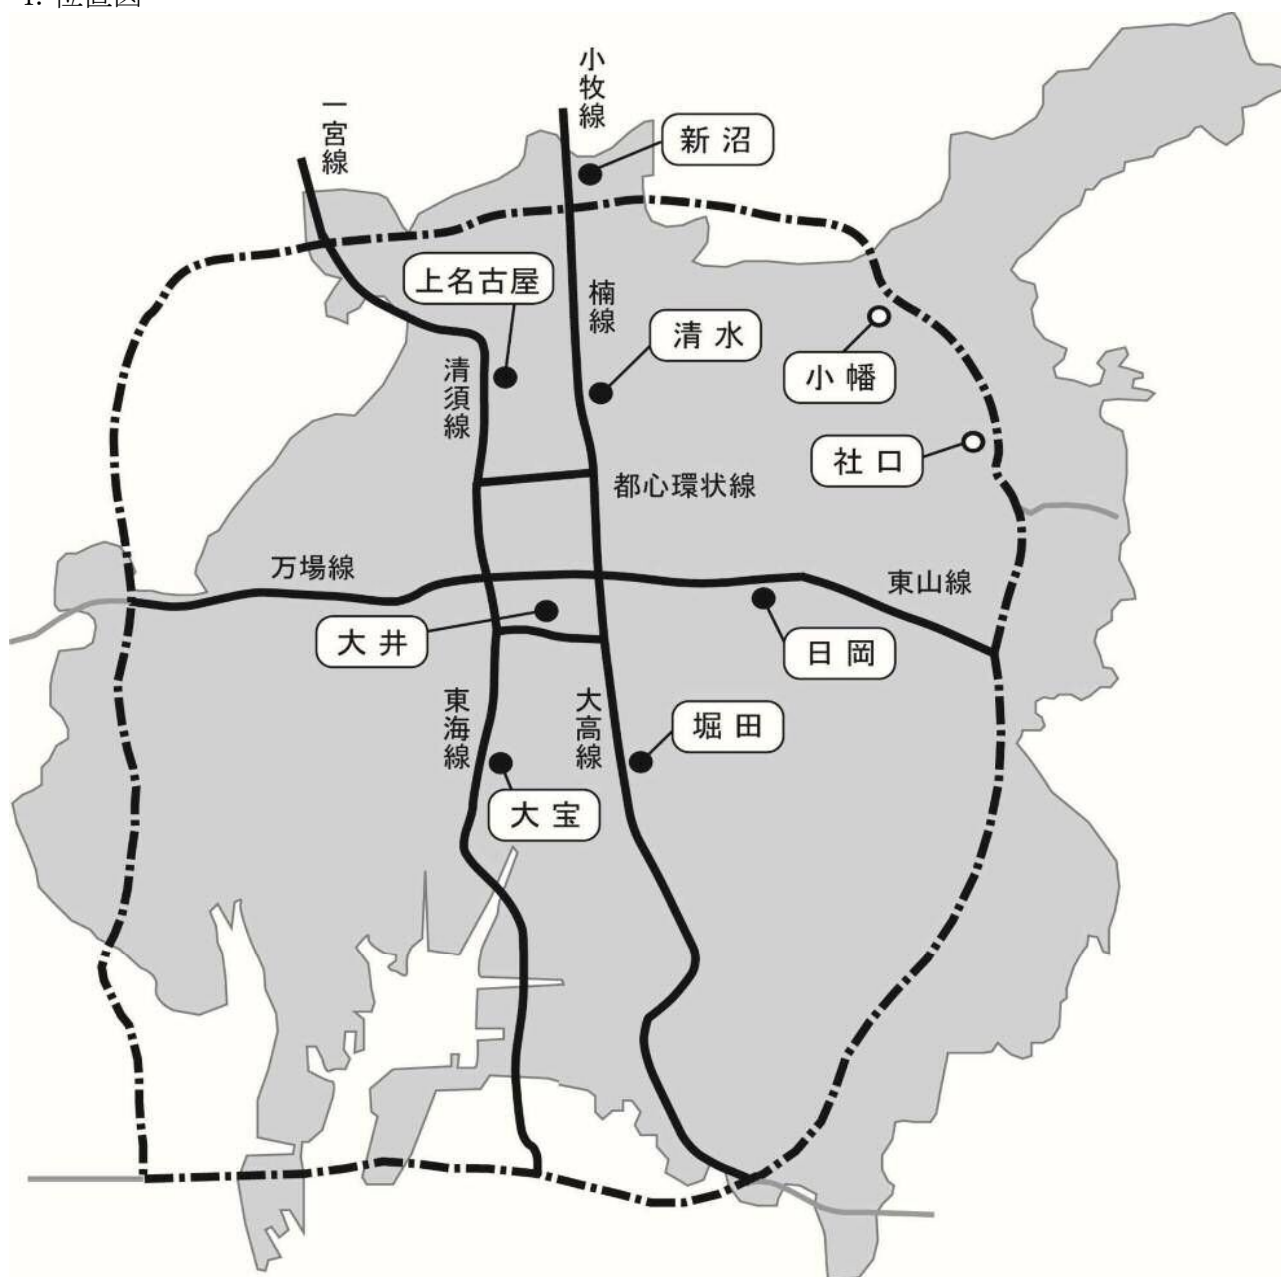 1. 位置図
小牧線
一宮線
新沼
上名古屋
楠線
清水
清須線
小幡
社口
都心環状線
万場線
東山線
大井
日岡
東海線
大高線
堀田
大宝